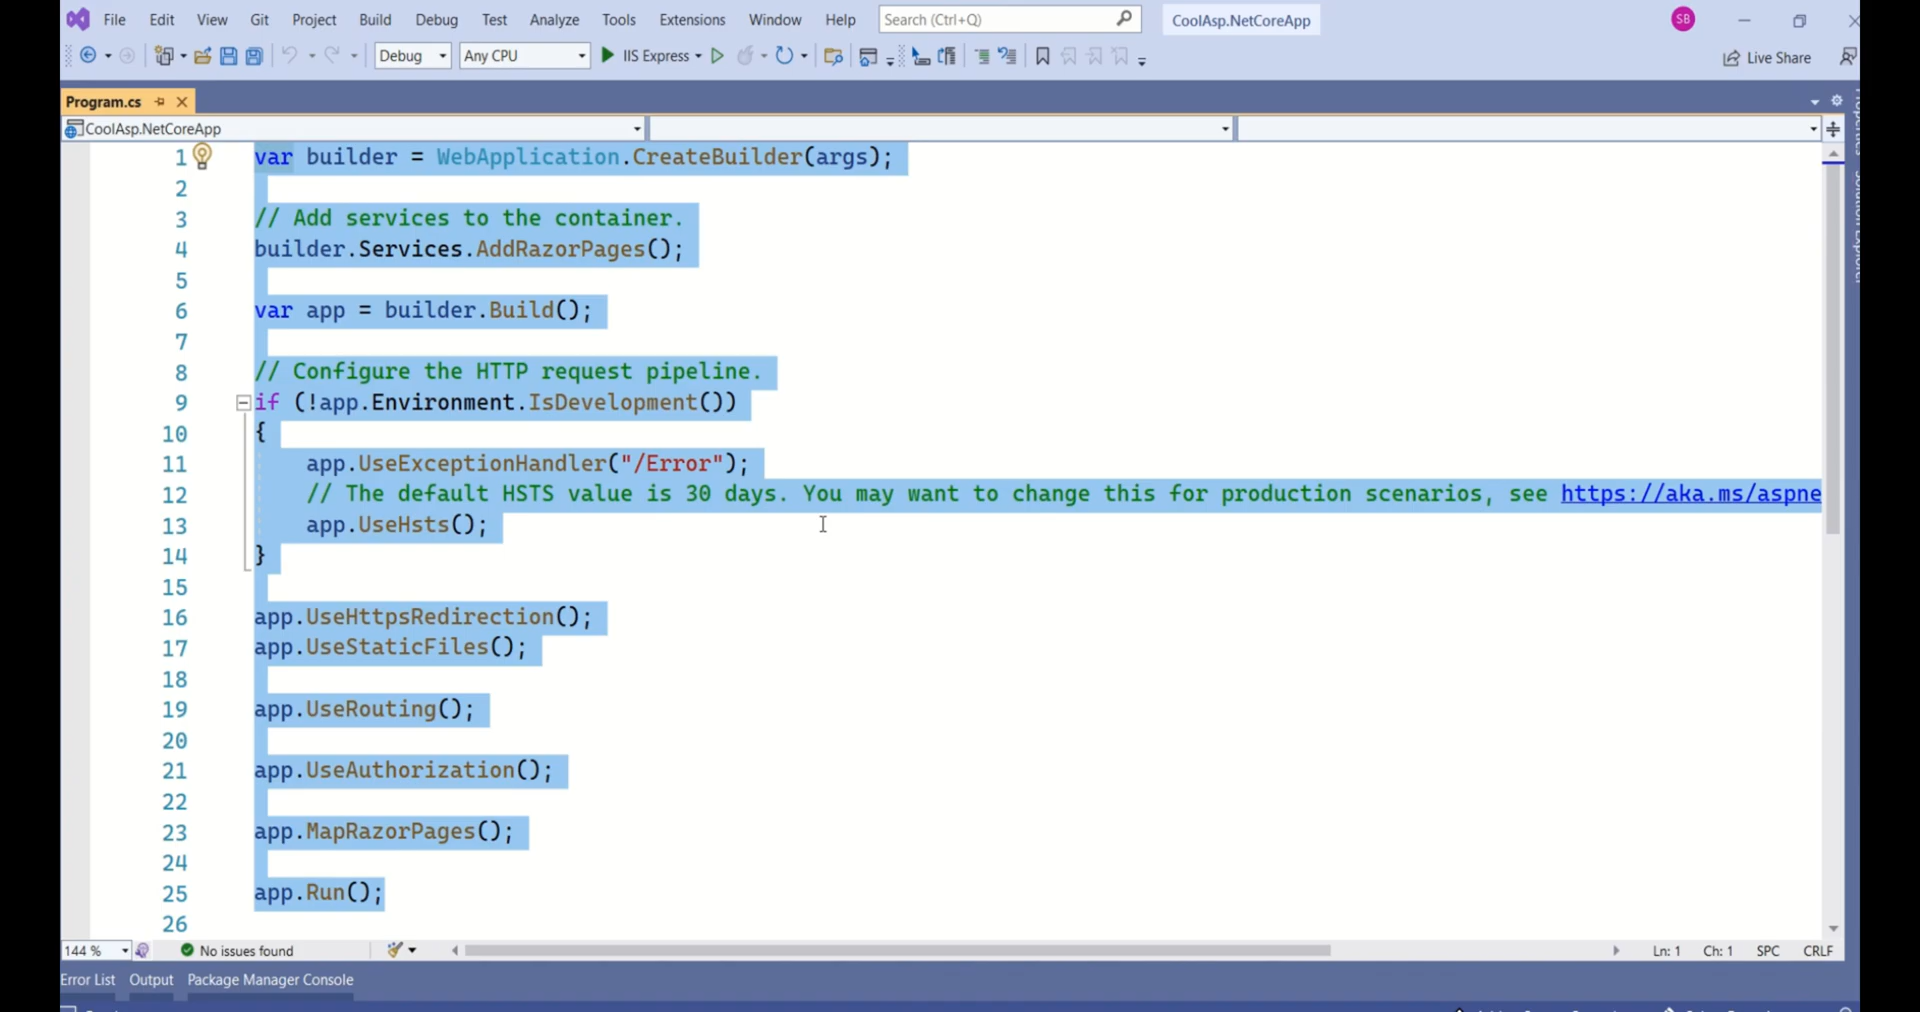 File Edit View Git Project Build Debug Test Analyze Tools Extensions Window Help Search (Ctrl+Q) CoolAsp.NetCoreApp SB
Debug Any CPU IIS Express Live Share
Program.cs
CoolAsp.NetCoreApp
1 var builder = WebApplication.CreateBuilder(args);
2
3 // Add services to the container.
4 builder.Services.AddRazorPages();
5
6 var app = builder.Build();
7
8 // Configure the HTTP request pipeline.
9 if (!app.Environment.IsDevelopment())
10 {
11 app.UseExceptionHandler("/Error");
12 // The default HSTS value is 30 days. You may want to change this for production scenarios, see https://aka.ms/aspne
13 app.UseHsts();
14 }
15
16 app.UseHttpsRedirection();
17 app.UseStaticFiles();
18
19 app.UseRouting();
20
21 app.UseAuthorization();
22
23 app.MapRazorPages();
24
25 app.Run();
26
144 % No issues found Ln: 1 Ch: 1 SPC CRLF
Error List Output Package Manager Console